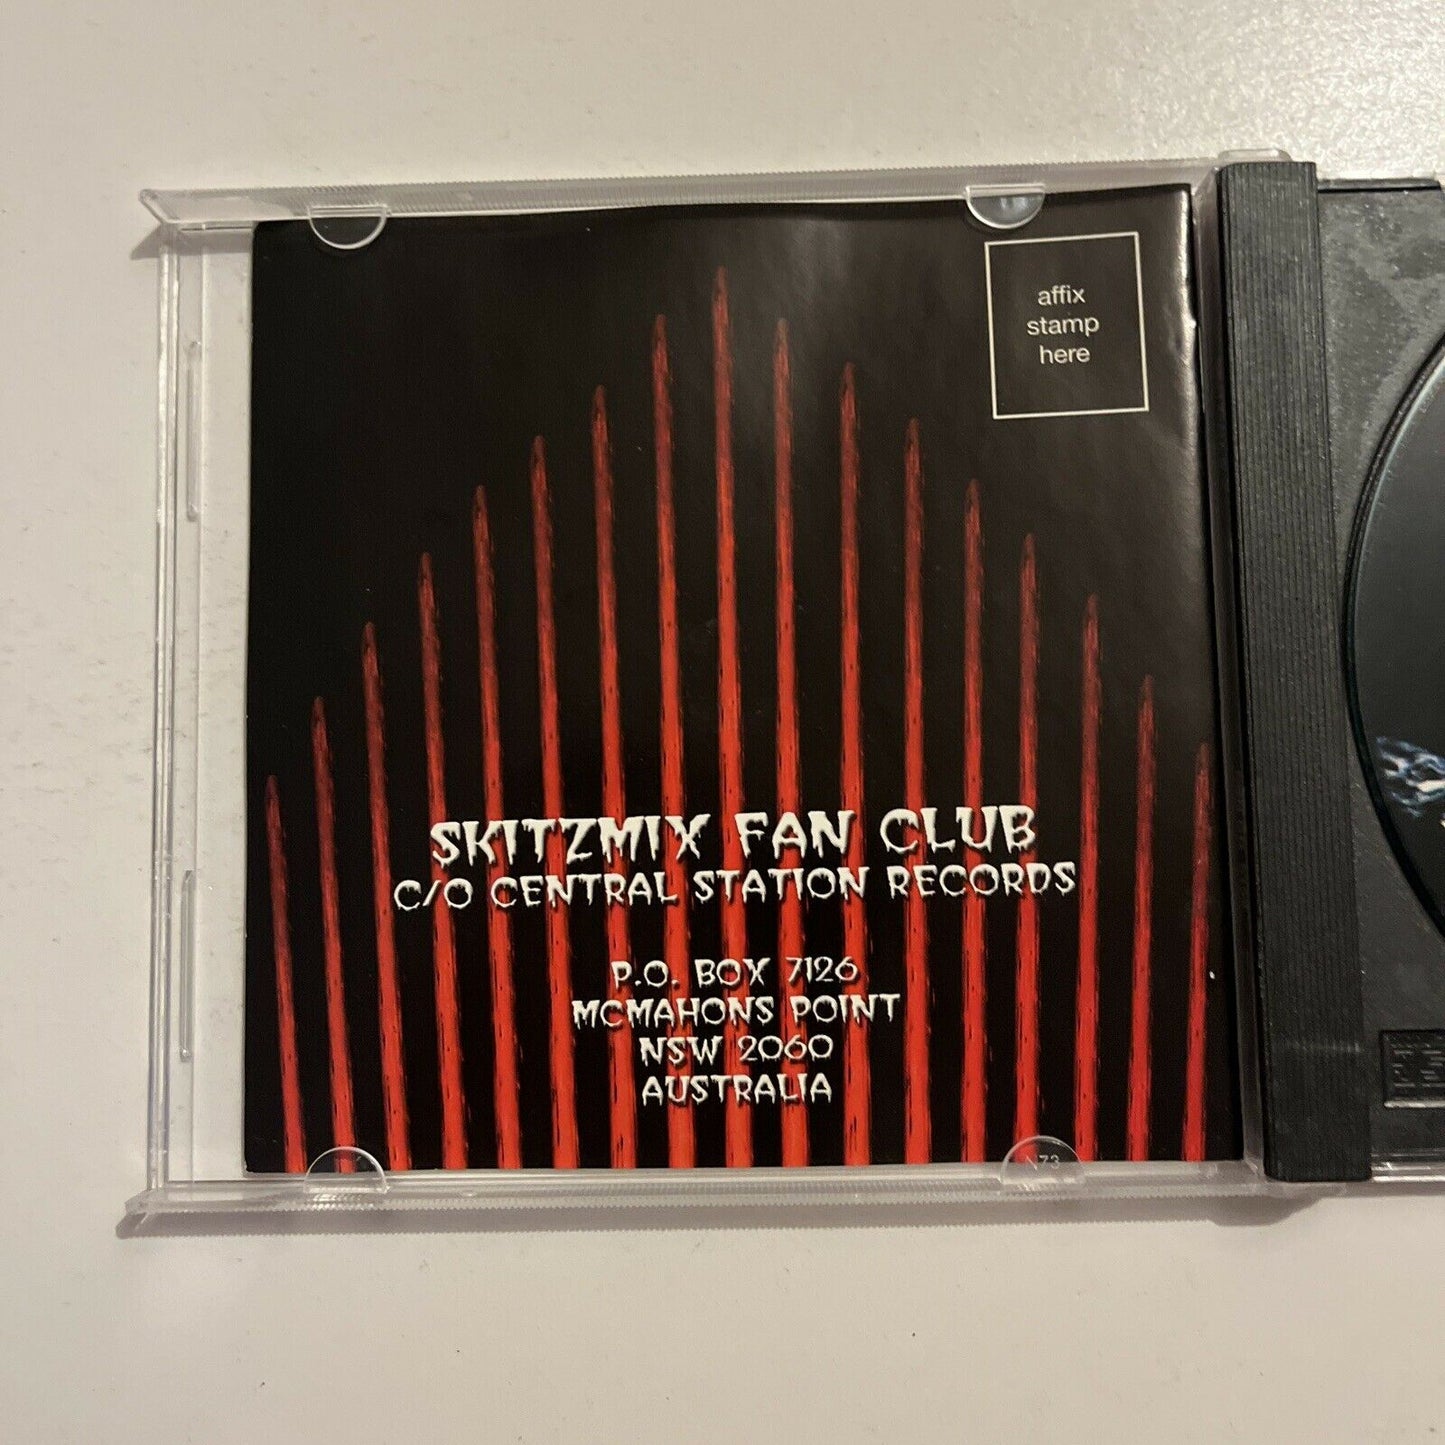 affix
stamp
here
SKITZMIX FAN CLUB
C/O CENTRAL STATION RECORDS
P.O. BOX 7126
MCMAHONS POINT
NSW 2060
AUSTRALIA